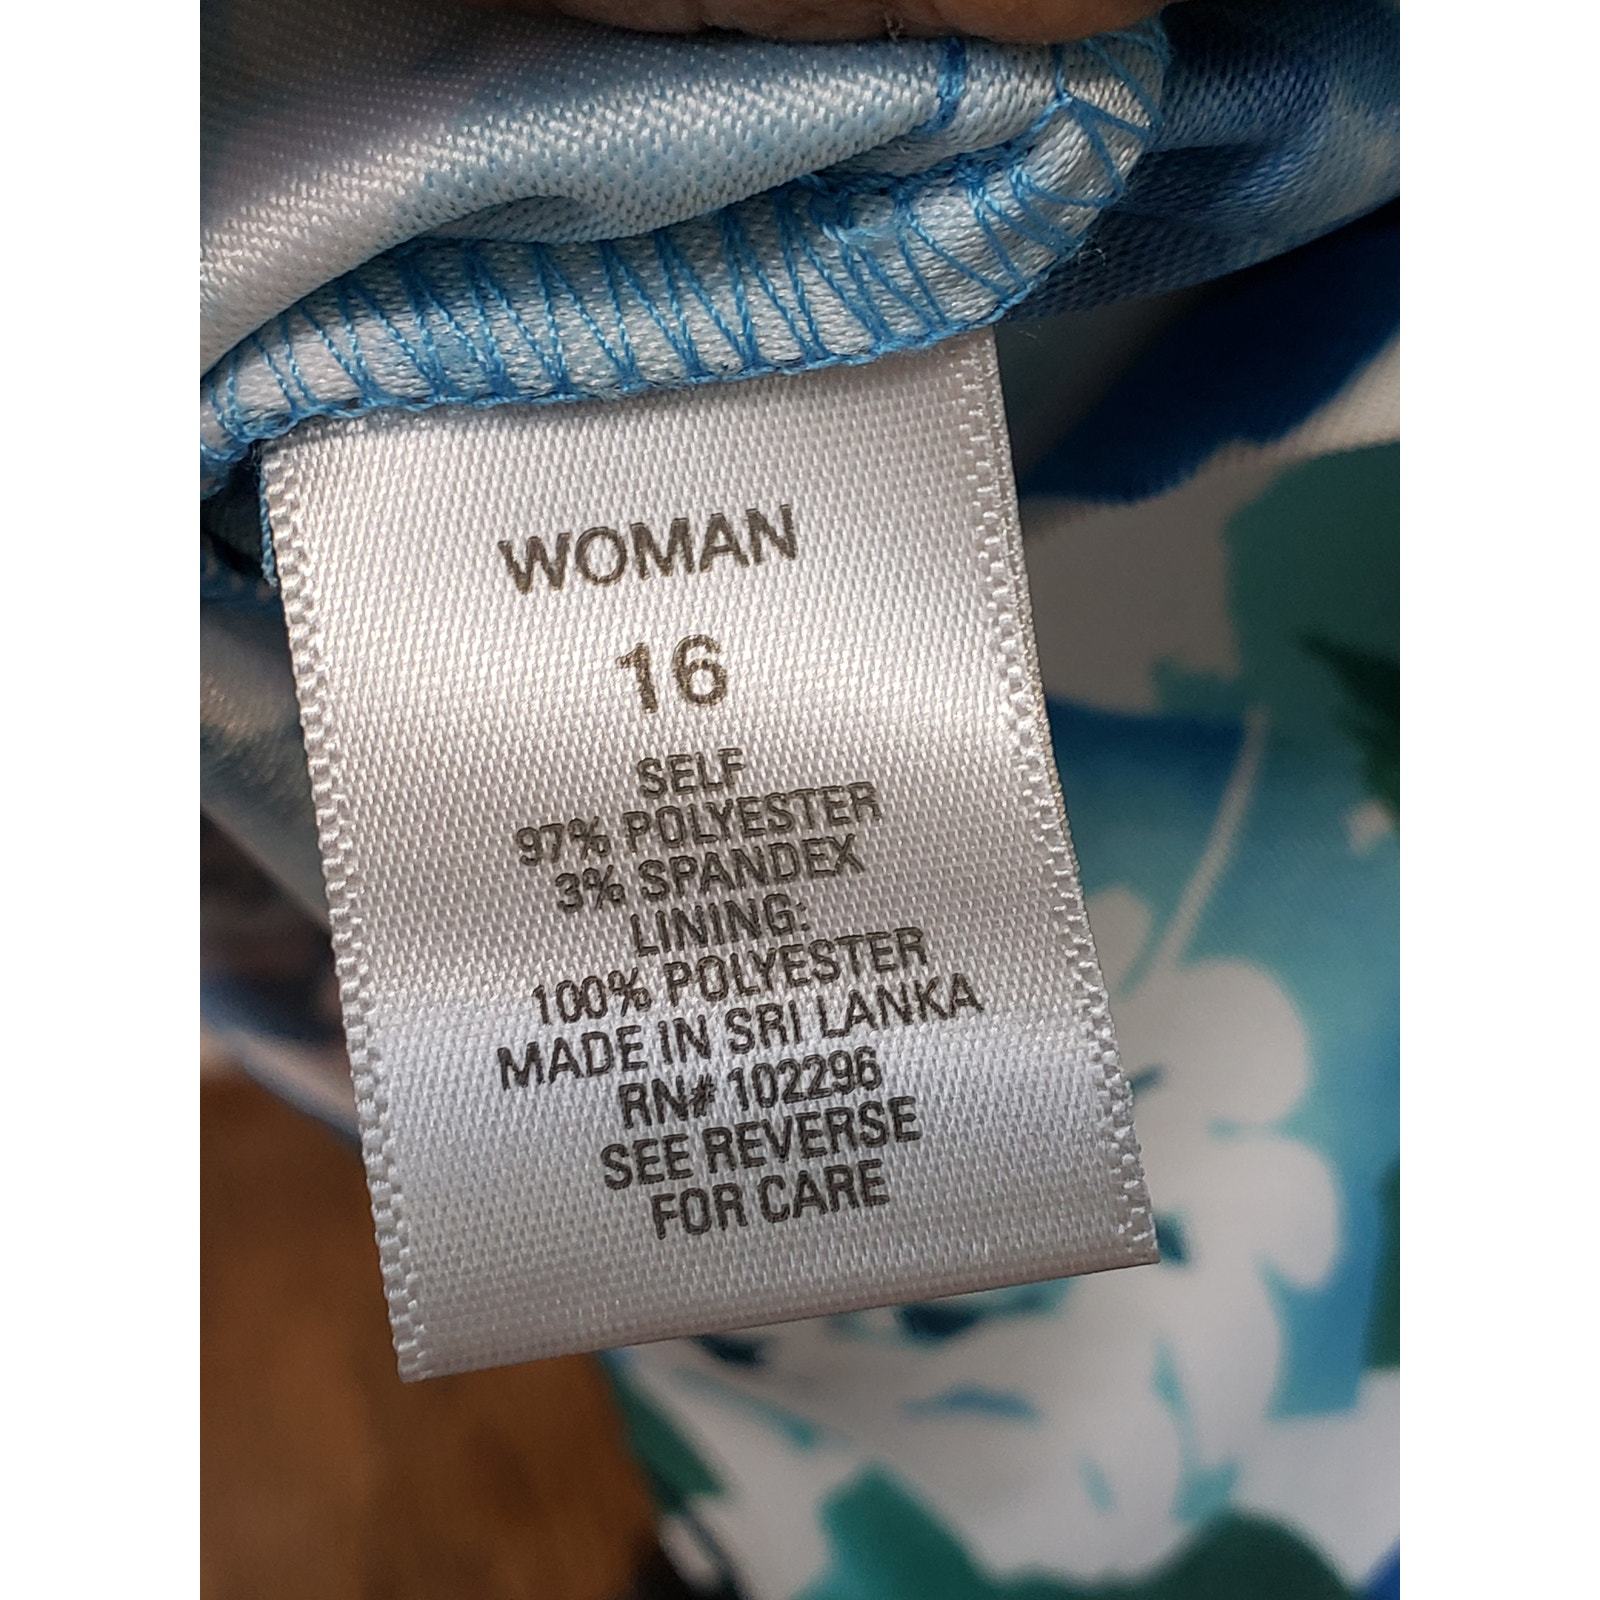 WOMAN
16
SELF
97% POLYESTER
3% SPANDEX
LINING:
100% POLYESTER
MADE IN SRI LANKA
RN# 102296
SEE REVERSE
FOR CARE